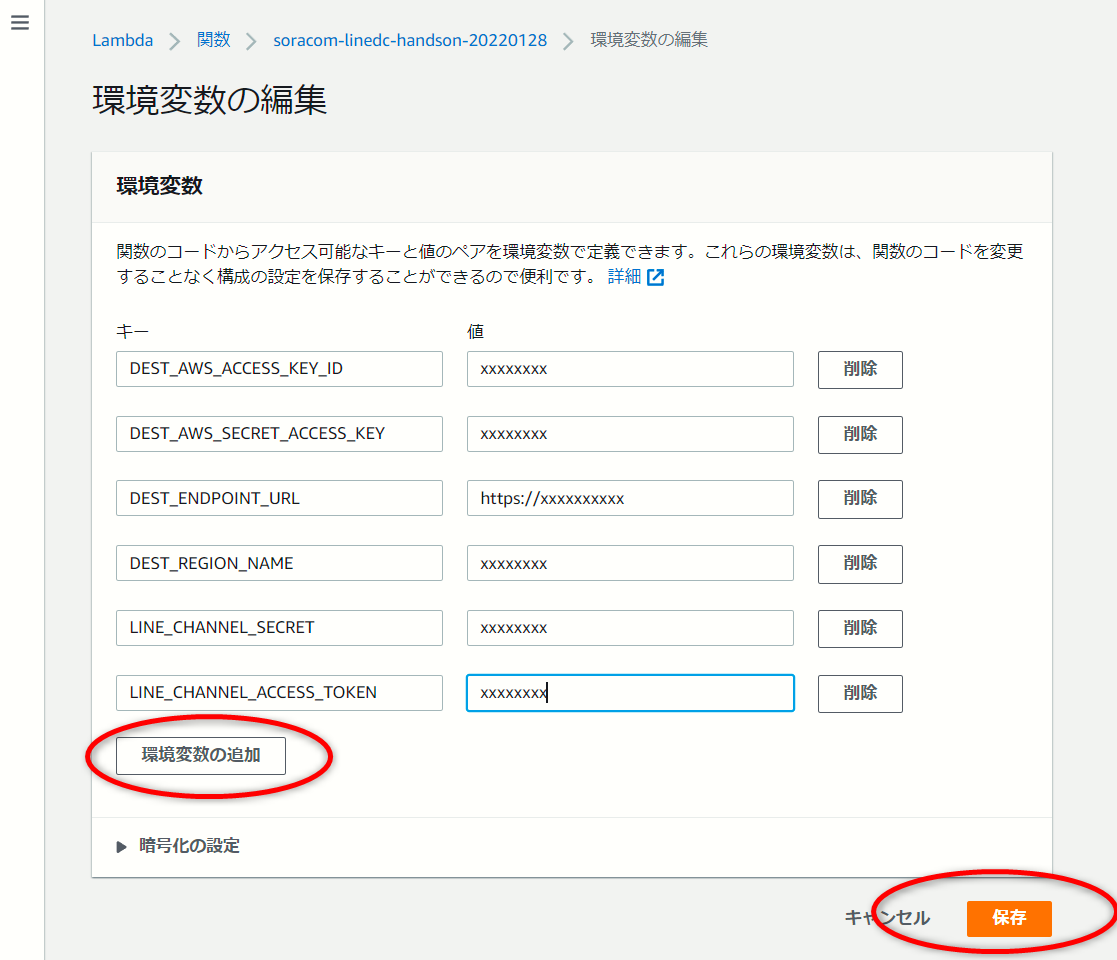 Lambda > 関数 > soracom-linedc-handson-20220128 > 環境変数の編集
環境変数の編集
環境変数
関数のコードからアクセス可能なキーと値のペアを環境変数で定義できます。これらの環境変数は、関数のコードを変更
することなく構成の設定を保存することができるので便利です。 詳細
キー 値
DEST_AWS_ACCESS_KEY_ID xxxxxxxx 削除
DEST_AWS_SECRET_ACCESS_KEY xxxxxxxx 削除
DEST_ENDPOINT_URL https://xxxxxxxxxx 削除
DEST_REGION_NAME xxxxxxxx 削除
LINE_CHANNEL_SECRET xxxxxxxx 削除
LINE_CHANNEL_ACCESS_TOKEN xxxxxxxx 削除
環境変数の追加
暗号化の設定
キャンセル 保存